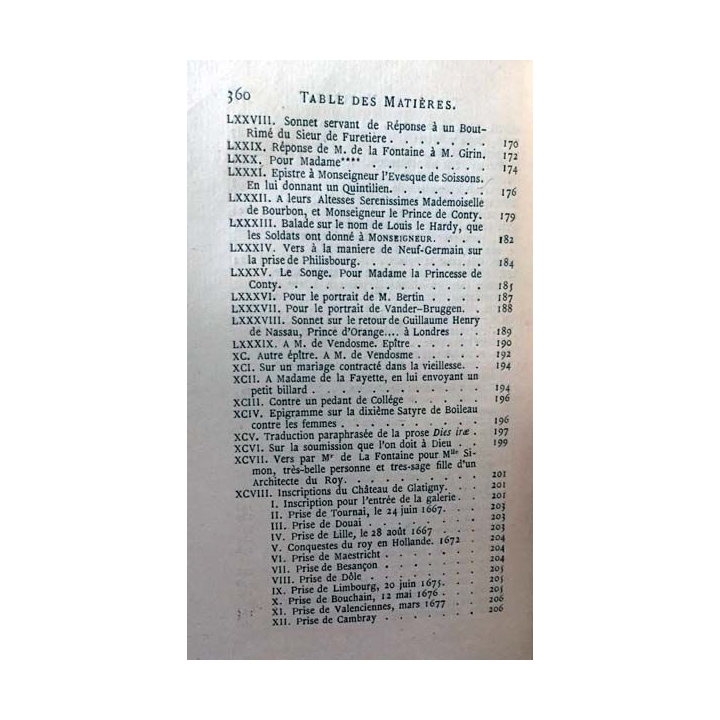 360 TABLE DES MATIÈRES.
LXXVIII. Sonnet servant de Réponse à un Bout-
Rimé du Sieur de Furetiere . . . . . . 170
LXXIX. Réponse de M. de la Fontaine à M. Girin. 172
LXXX. Pour Madame**** . . . . . . . 174
LXXXI. Epistre à Monseigneur l'Evesque de Soissons.
En lui donnant un Quintilien. . . . . . . 176
LXXXII. A leurs Altesses Serenissimes Mademoiselle
de Bourbon, et Monseigneur le Prince de Conty. 179
LXXXIII. Balade sur le nom de Louis le Hardy, que
les Soldats ont donné à MONSEIGNEUR. . . . 182
LXXXIV. Vers à la maniere de Neuf-Germain sur
la prise de Philisbourg. . . . . . . . 184
LXXXV. Le Songe. Pour Madame la Princesse de
Conty. . . . . . . . . . . . 185
LXXXVI. Pour le portrait de M. Bertin . . . . 187
LXXXVII. Pour le portrait de Vander-Bruggen. . 188
LXXXVIII. Sonnet sur le retour de Guillaume Henry
de Nassau, Prince d'Orange.... à Londres . . 189
LXXXIX. A M. de Vendosme. Epître . . . . 190
XC. Autre épître. A M. de Vendosme . . . . 192
XCI. Sur un mariage contracté dans la vieillesse. . 194
XCII. A Madame de la Fayette, en lui envoyant un
petit billard . . . . . . . . . . 194
XCIII. Contre un pedant de Collége . . . . 196
XCIV. Epigramme sur la dixième Satyre de Boileau
contre les femmes . . . . . . . . 196
XCV. Traduction paraphrasée de la prose Dies iræ . 197
XCVI. Sur la soumission que l'on doit à Dieu . . 199
XCVII. Vers par Mr de La Fontaine pour Mlle Si-
mon, très-belle personne et tres-sage fille d'un
Architecte du Roy. . . . . . . . . 201
XCVIII. Inscriptions du Château de Glatigny. . . 201
I. Inscription pour l'entrée de la galerie. . 203
II. Prise de Tournai, le 24 juin 1667. . . . 203
III. Prise de Douai . . . . . . . 203
IV. Prise de Lille, le 28 août 1667 . . . 203
V. Conquestes du roy en Hollande. 1672 . . 204
VI. Prise de Maestricht . . . . . . 204
VII. Prise de Besançon . . . . . . 204
VIII. Prise de Dôle . . . . . . . 205
IX. Prise de Limbourg, 20 juin 1675. . . 205
X. Prise de Bouchain, 12 mai 1676 . . . 205
XI. Prise de Valenciennes, mars 1677 . . . 206
XII. Prise de Cambray . . . . . . 206